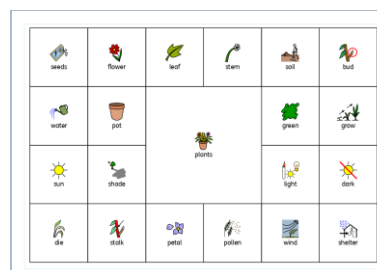 seeds flower leaf stem soil bud
water pot green grow
plants
sun shade light dark
die stalk petal pollen wind shelter